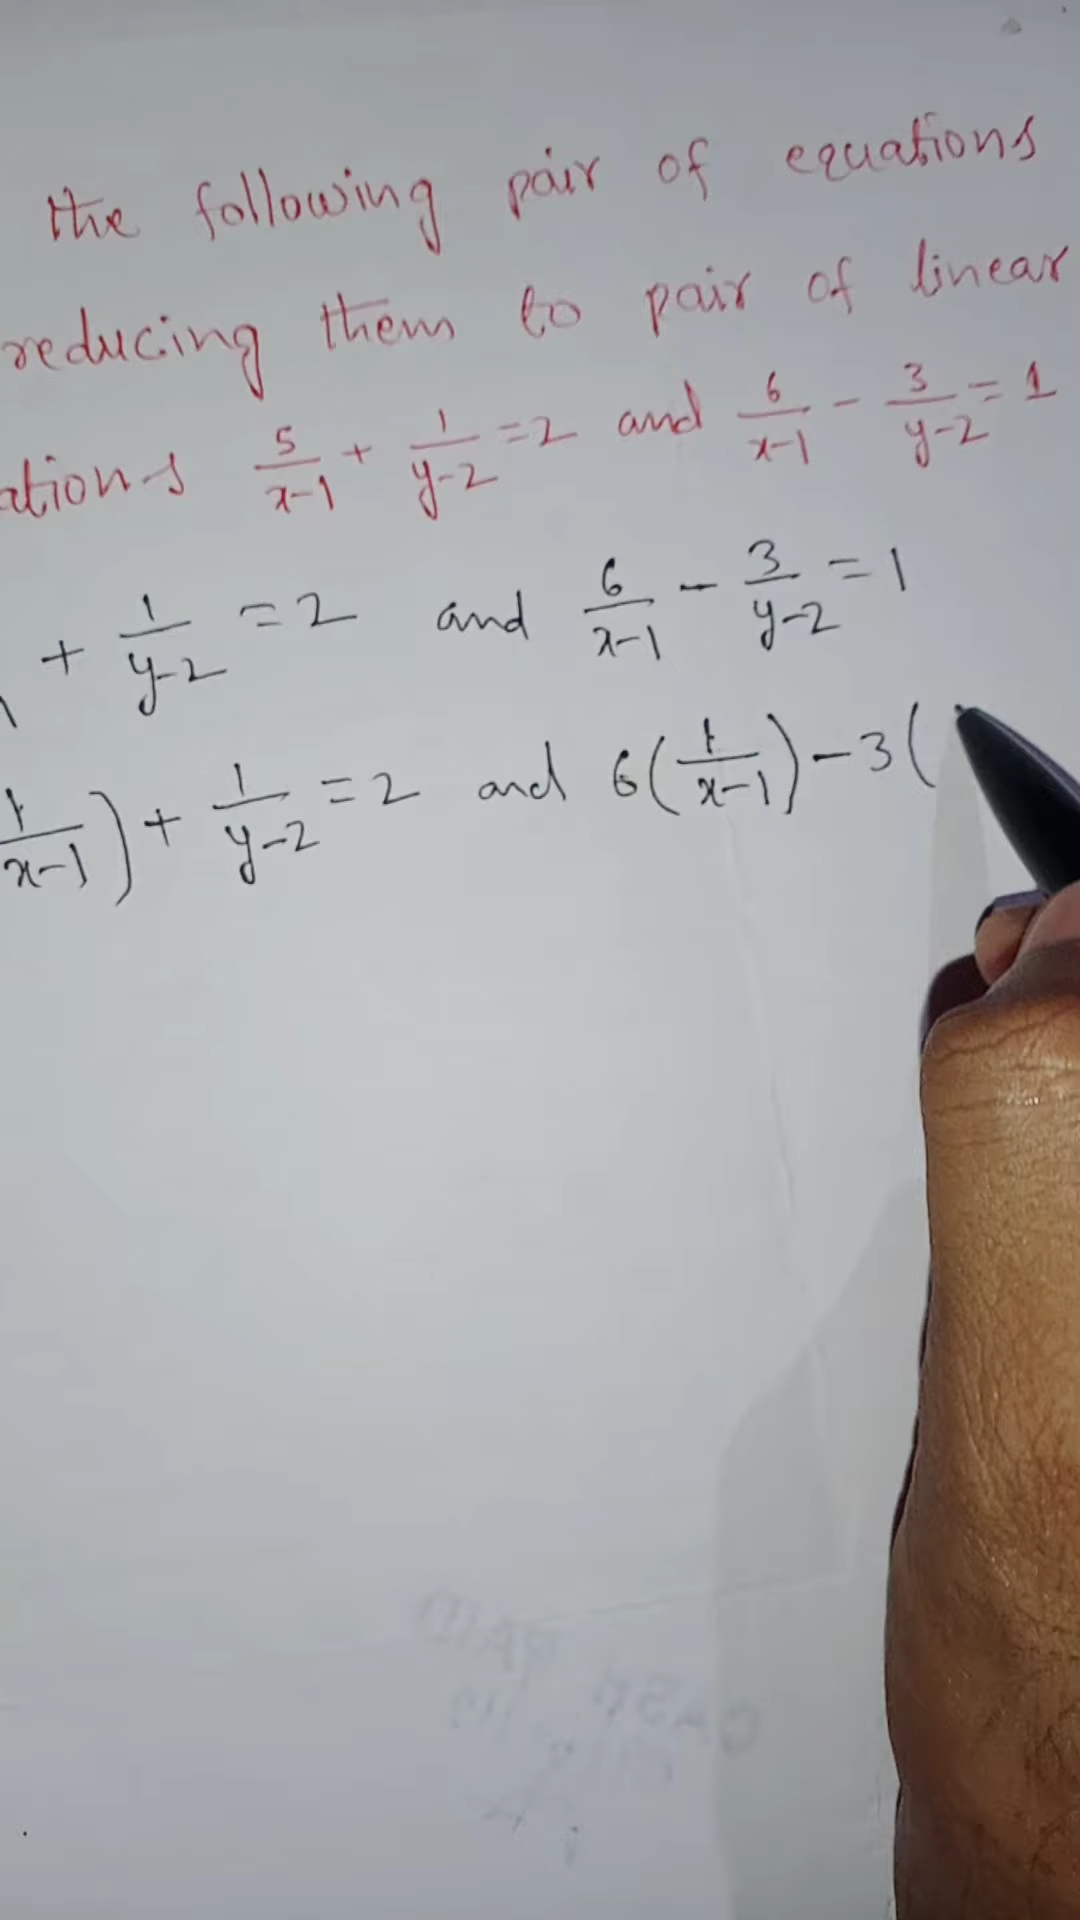 the following pair of equations
reducing them to pair of linear
ations 5/(x-1) + 1/(y-2) = 2 and 6/(x-1) - 3/(y-2) = 1
+ 1/(y-2) = 2 and 6/(x-1) - 3/(y-2) = 1
1/(x-1)) + 1/(y-2) = 2 and 6(1/(x-1)) - 3(